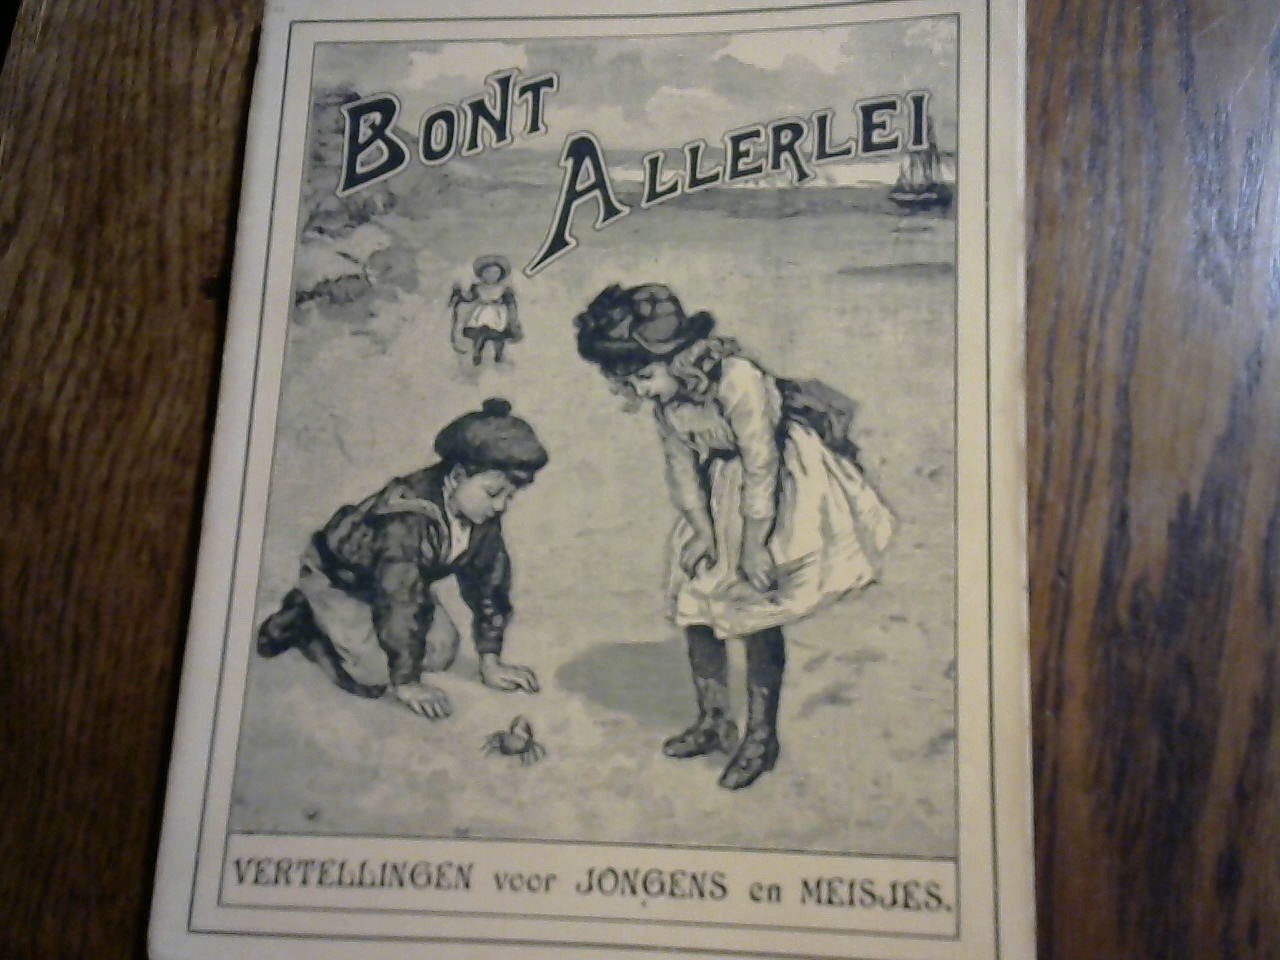 BONT
ALLERLEI
VERTELLINGEN voor JONGENS en MEISJES.